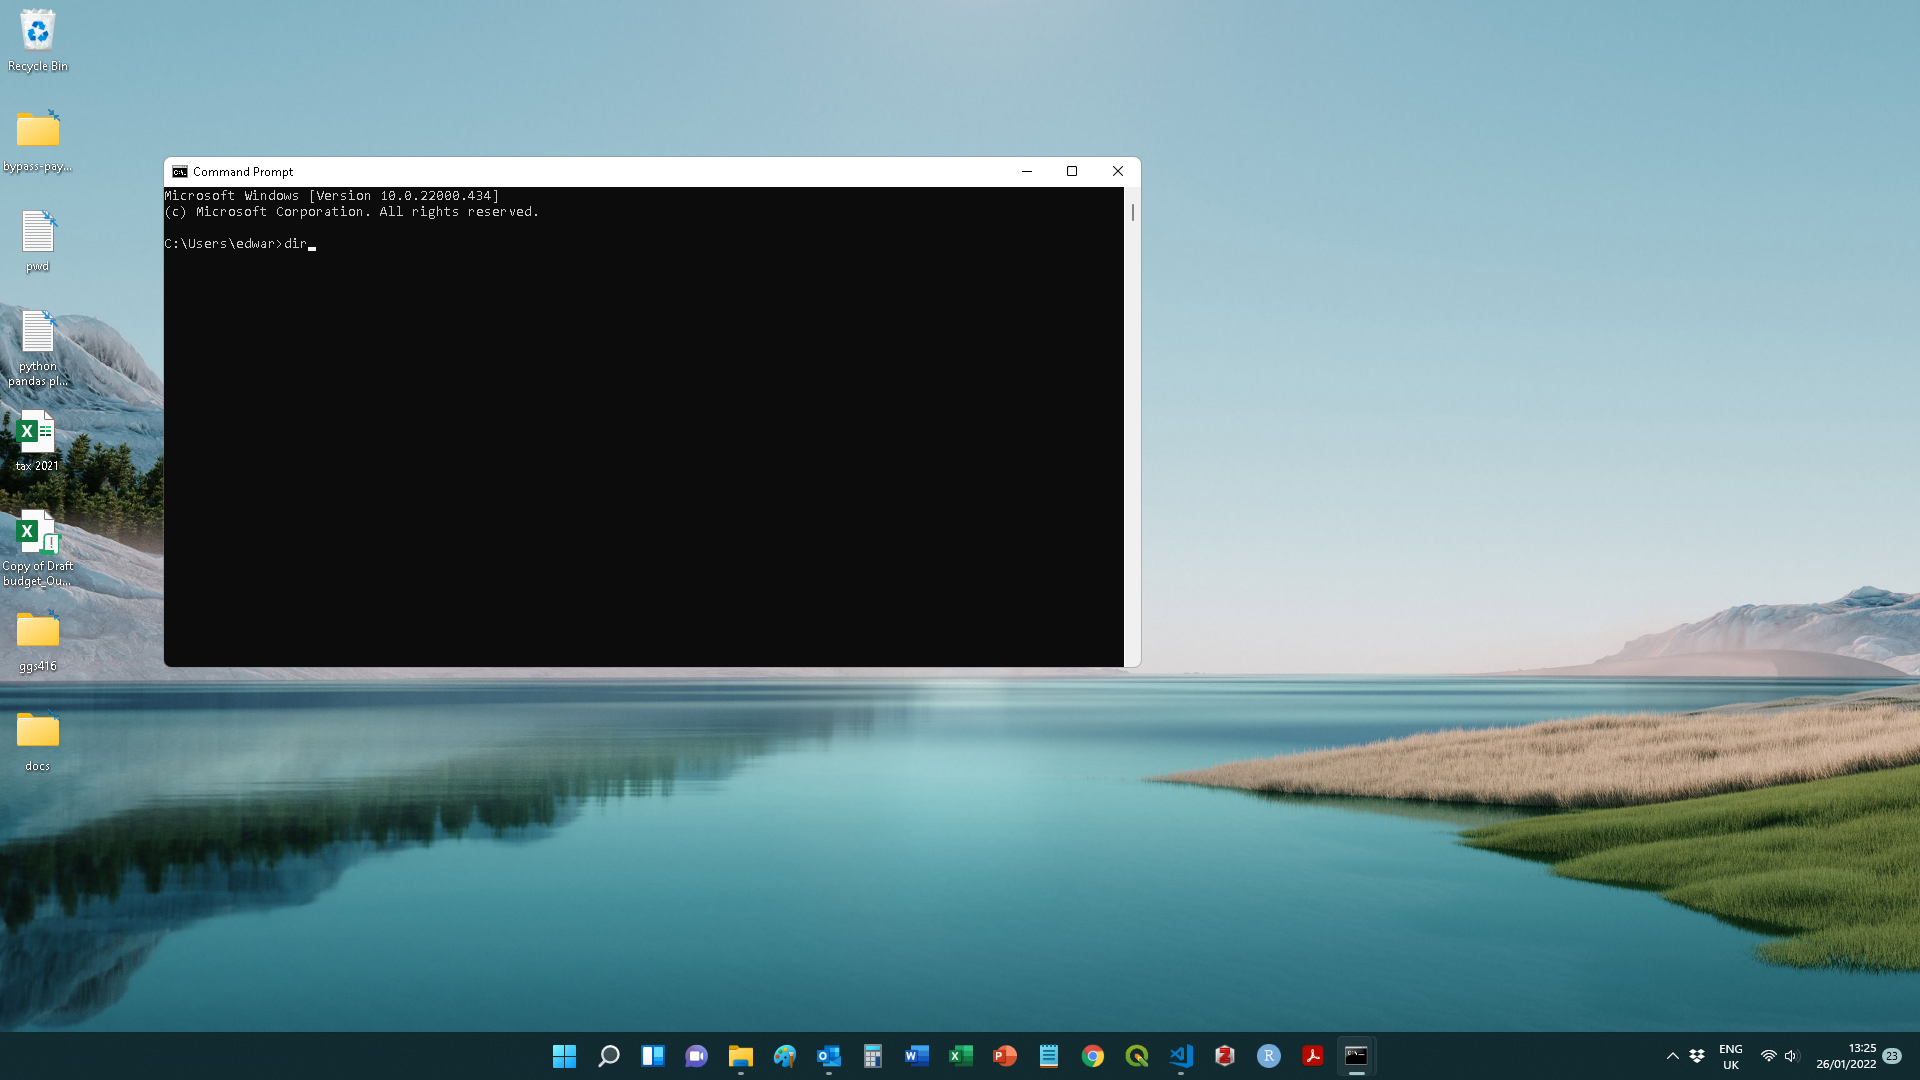 Recycle Bin
bypass-pay...
pwd
python
pandas pl...
tax 2021
Copy of Draft
budget_Ou...
ggs416
docs
Command Prompt
Microsoft Windows [Version 10.0.22000.434]
(c) Microsoft Corporation. All rights reserved.
C:\Users\edwar>dir
ENG
UK
13:25
26/01/2022
23